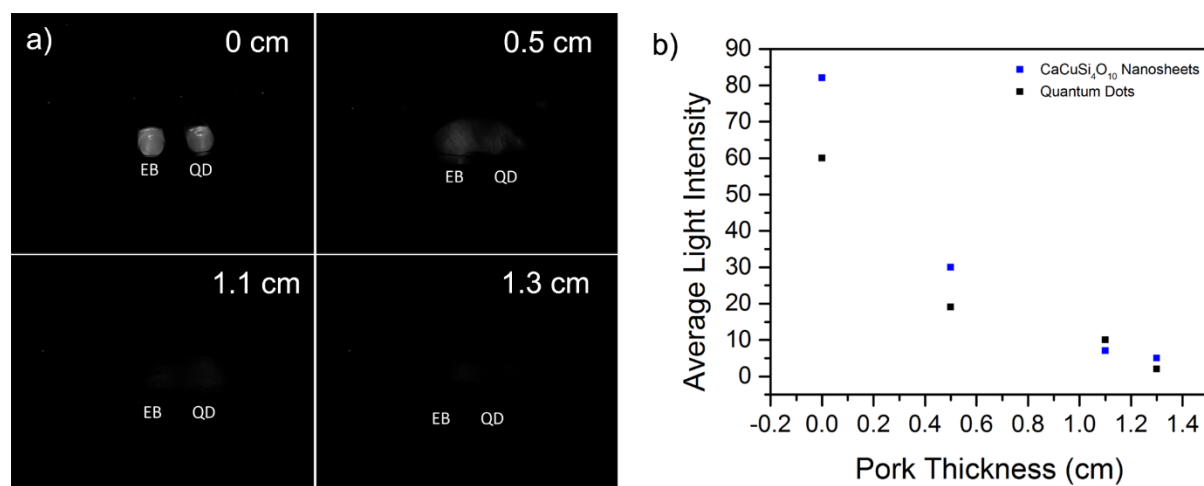 a)
0 cm
EB QD
0.5 cm
EB QD
1.1 cm
EB QD
1.3 cm
EB QD
b)
90
80
70
60
50
40
30
20
10
0
Average Light Intensity
CaCuSi₄O₁₀ Nanosheets
Quantum Dots
-0.2 0.0 0.2 0.4 0.6 0.8 1.0 1.2 1.4
Pork Thickness (cm)